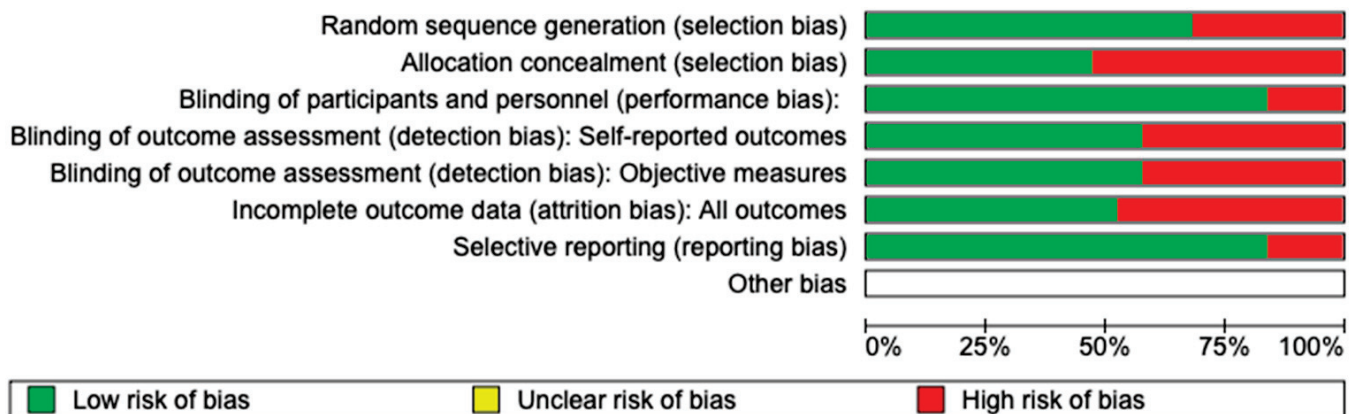 Random sequence generation (selection bias)
Allocation concealment (selection bias)
Blinding of participants and personnel (performance bias):
Blinding of outcome assessment (detection bias): Self-reported outcomes
Blinding of outcome assessment (detection bias): Objective measures
Incomplete outcome data (attrition bias): All outcomes
Selective reporting (reporting bias)
Other bias
0% 25% 50% 75% 100%
Low risk of bias Unclear risk of bias High risk of bias